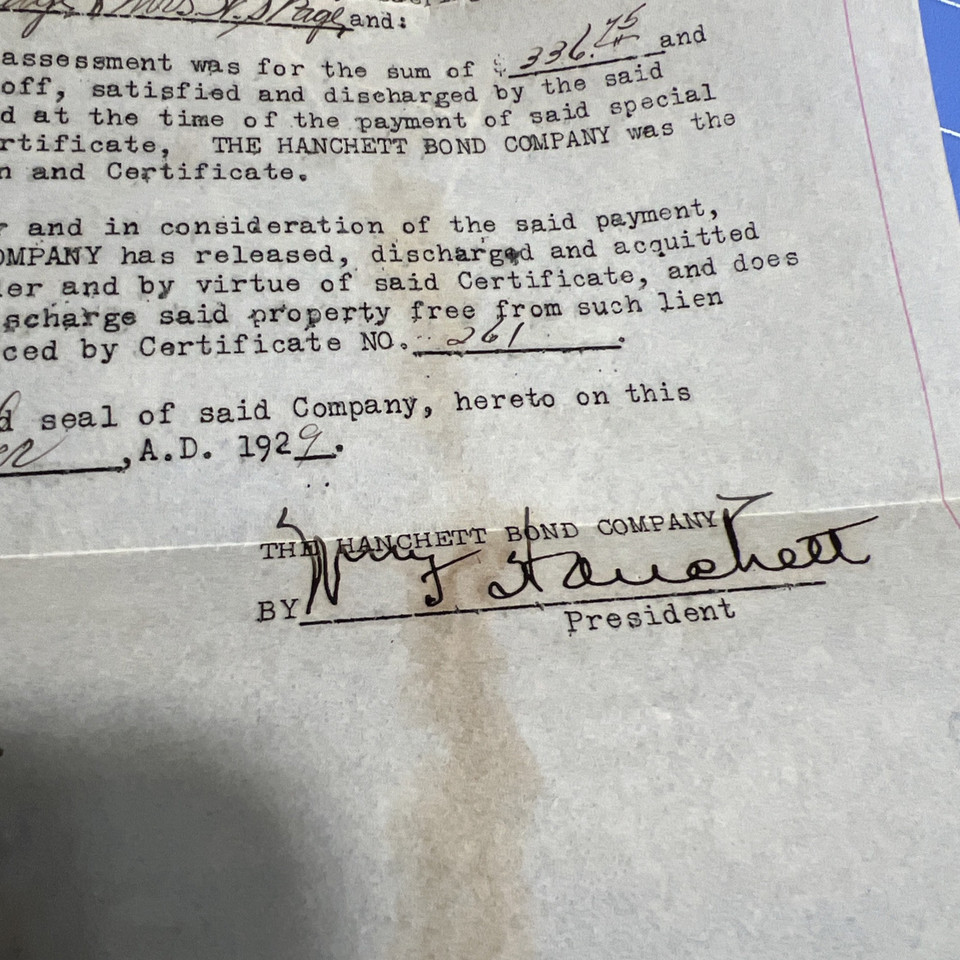 Mrs. W. S. Page, and:
assessment was for the sum of $336.75 and
off, satisfied and discharged by the said
d at the time of the payment of said special
rtificate, THE HANCHETT BOND COMPANY was the
n and Certificate.
r and in consideration of the said payment,
OMPANY has released, discharged and acquitted
er and by virtue of said Certificate, and does
scharge said property free from such lien
ced by Certificate NO. 261.
d seal of said Company, hereto on this
, A.D. 1929.
THE HANCHETT BOND COMPANY
BY Hanchett
President